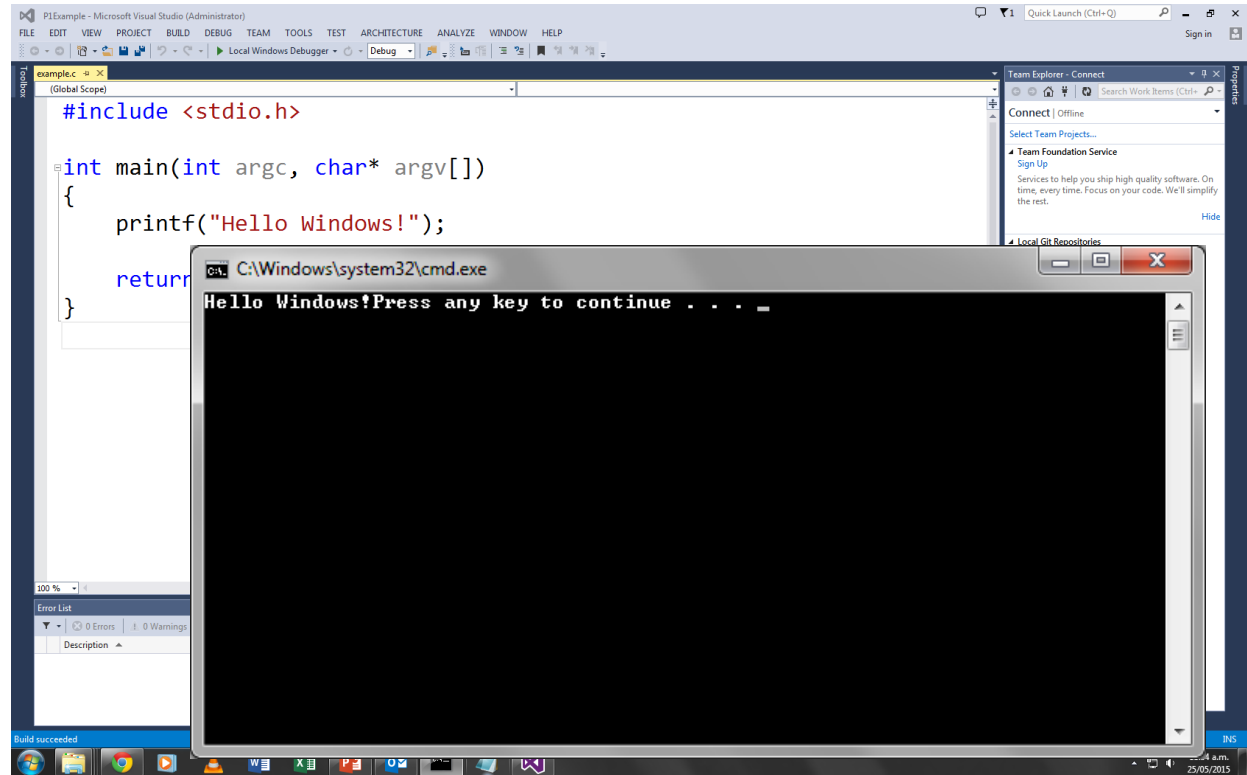 P1Example - Microsoft Visual Studio (Administrator)
1
Quick Launch (Ctrl+Q)
FILE EDIT VIEW PROJECT BUILD DEBUG TEAM TOOLS TEST ARCHITECTURE ANALYZE WINDOW HELP
Sign in
Local Windows Debugger
Debug
Toolbox
example.c
(Global Scope)
#include <stdio.h>
int main(int argc, char* argv[])
{
printf("Hello Windows!");
return
}
100 %
Error List
0 Errors
0 Warnings
Description
Build succeeded
INS
Team Explorer - Connect
Search Work Items (Ctrl+
Connect | Offline
Select Team Projects...
Team Foundation Service
Sign Up
Services to help you ship high quality software. On
time, every time. Focus on your code. We'll simplify
the rest.
Hide
Local Git Repositories
Properties
C:\Windows\system32\cmd.exe
Hello Windows!Press any key to continue . . . _
a.m.
25/05/2015